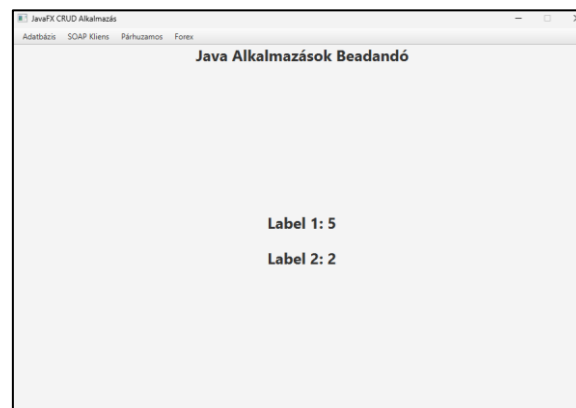 JavaFX CRUD Alkalmazás
Adatbázis SOAP Kliens Párhuzamos Forex
Java Alkalmazások Beadandó
Label 1: 5
Label 2: 2